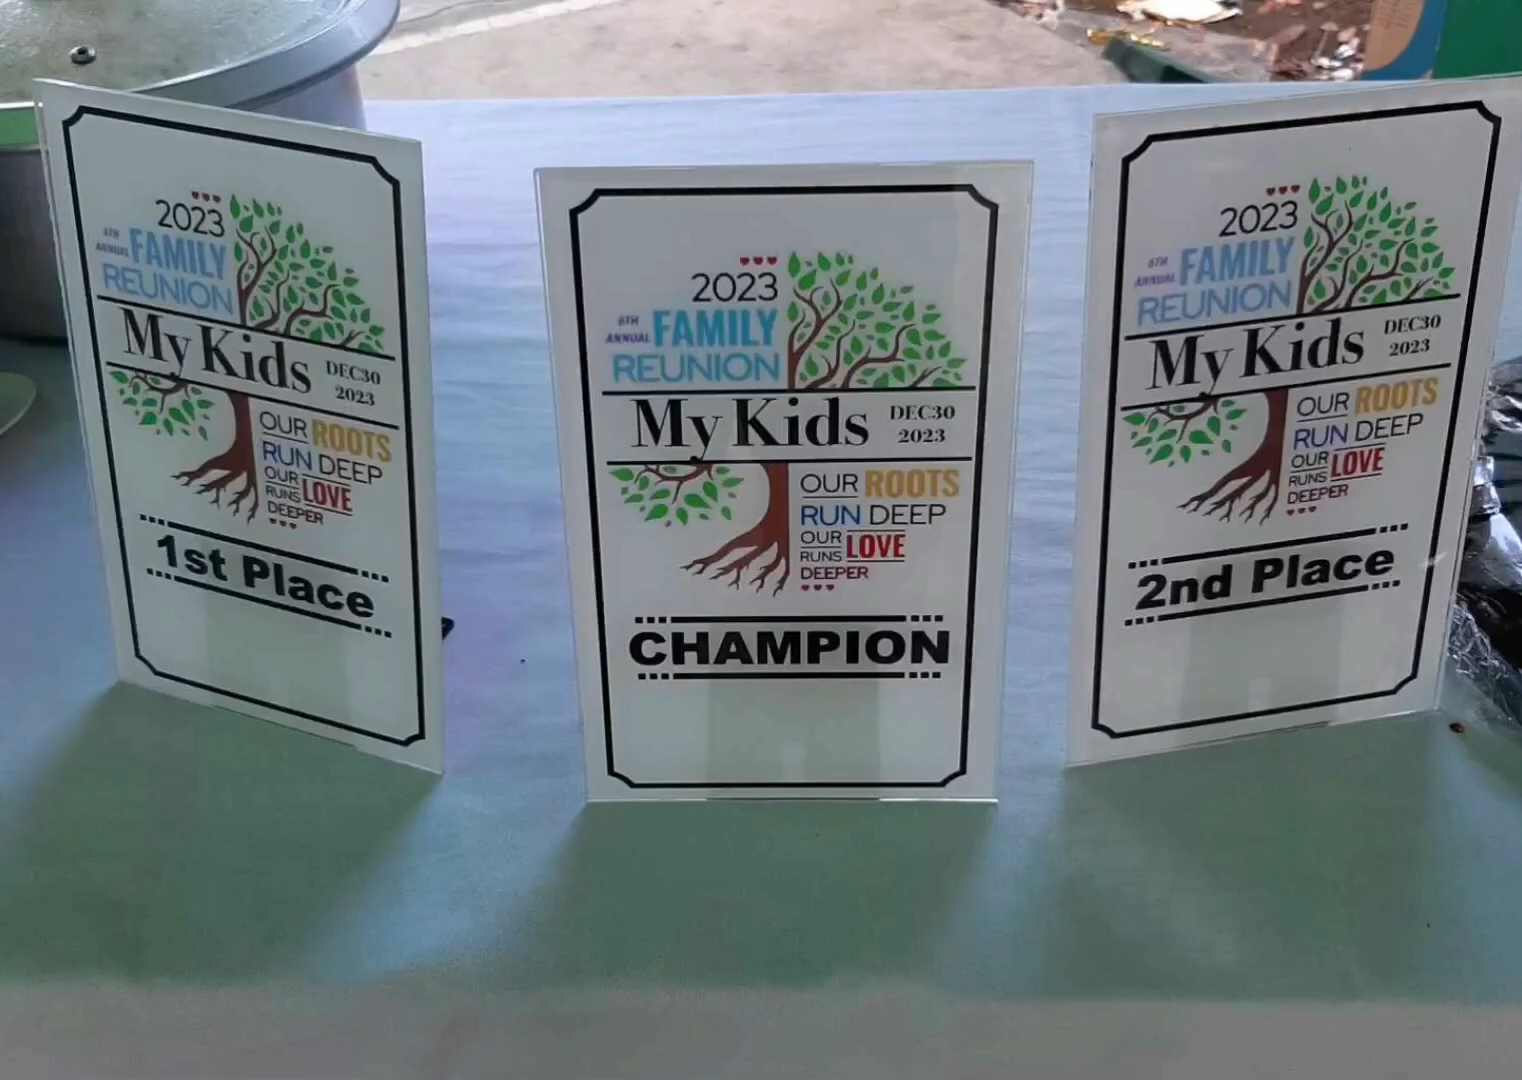 2023
6TH
ANNUAL
FAMILY
REUNION
My Kids
DEC30
2023
OUR ROOTS
RUN DEEP
OUR
RUNS
LOVE
DEEPER
1st Place
2023
6TH
ANNUAL
FAMILY
REUNION
My Kids
DEC30
2023
OUR ROOTS
RUN DEEP
OUR
RUNS
LOVE
DEEPER
CHAMPION
2023
6TH
ANNUAL
FAMILY
REUNION
My Kids
DEC30
2023
OUR ROOTS
RUN DEEP
OUR
RUNS
LOVE
DEEPER
2nd Place